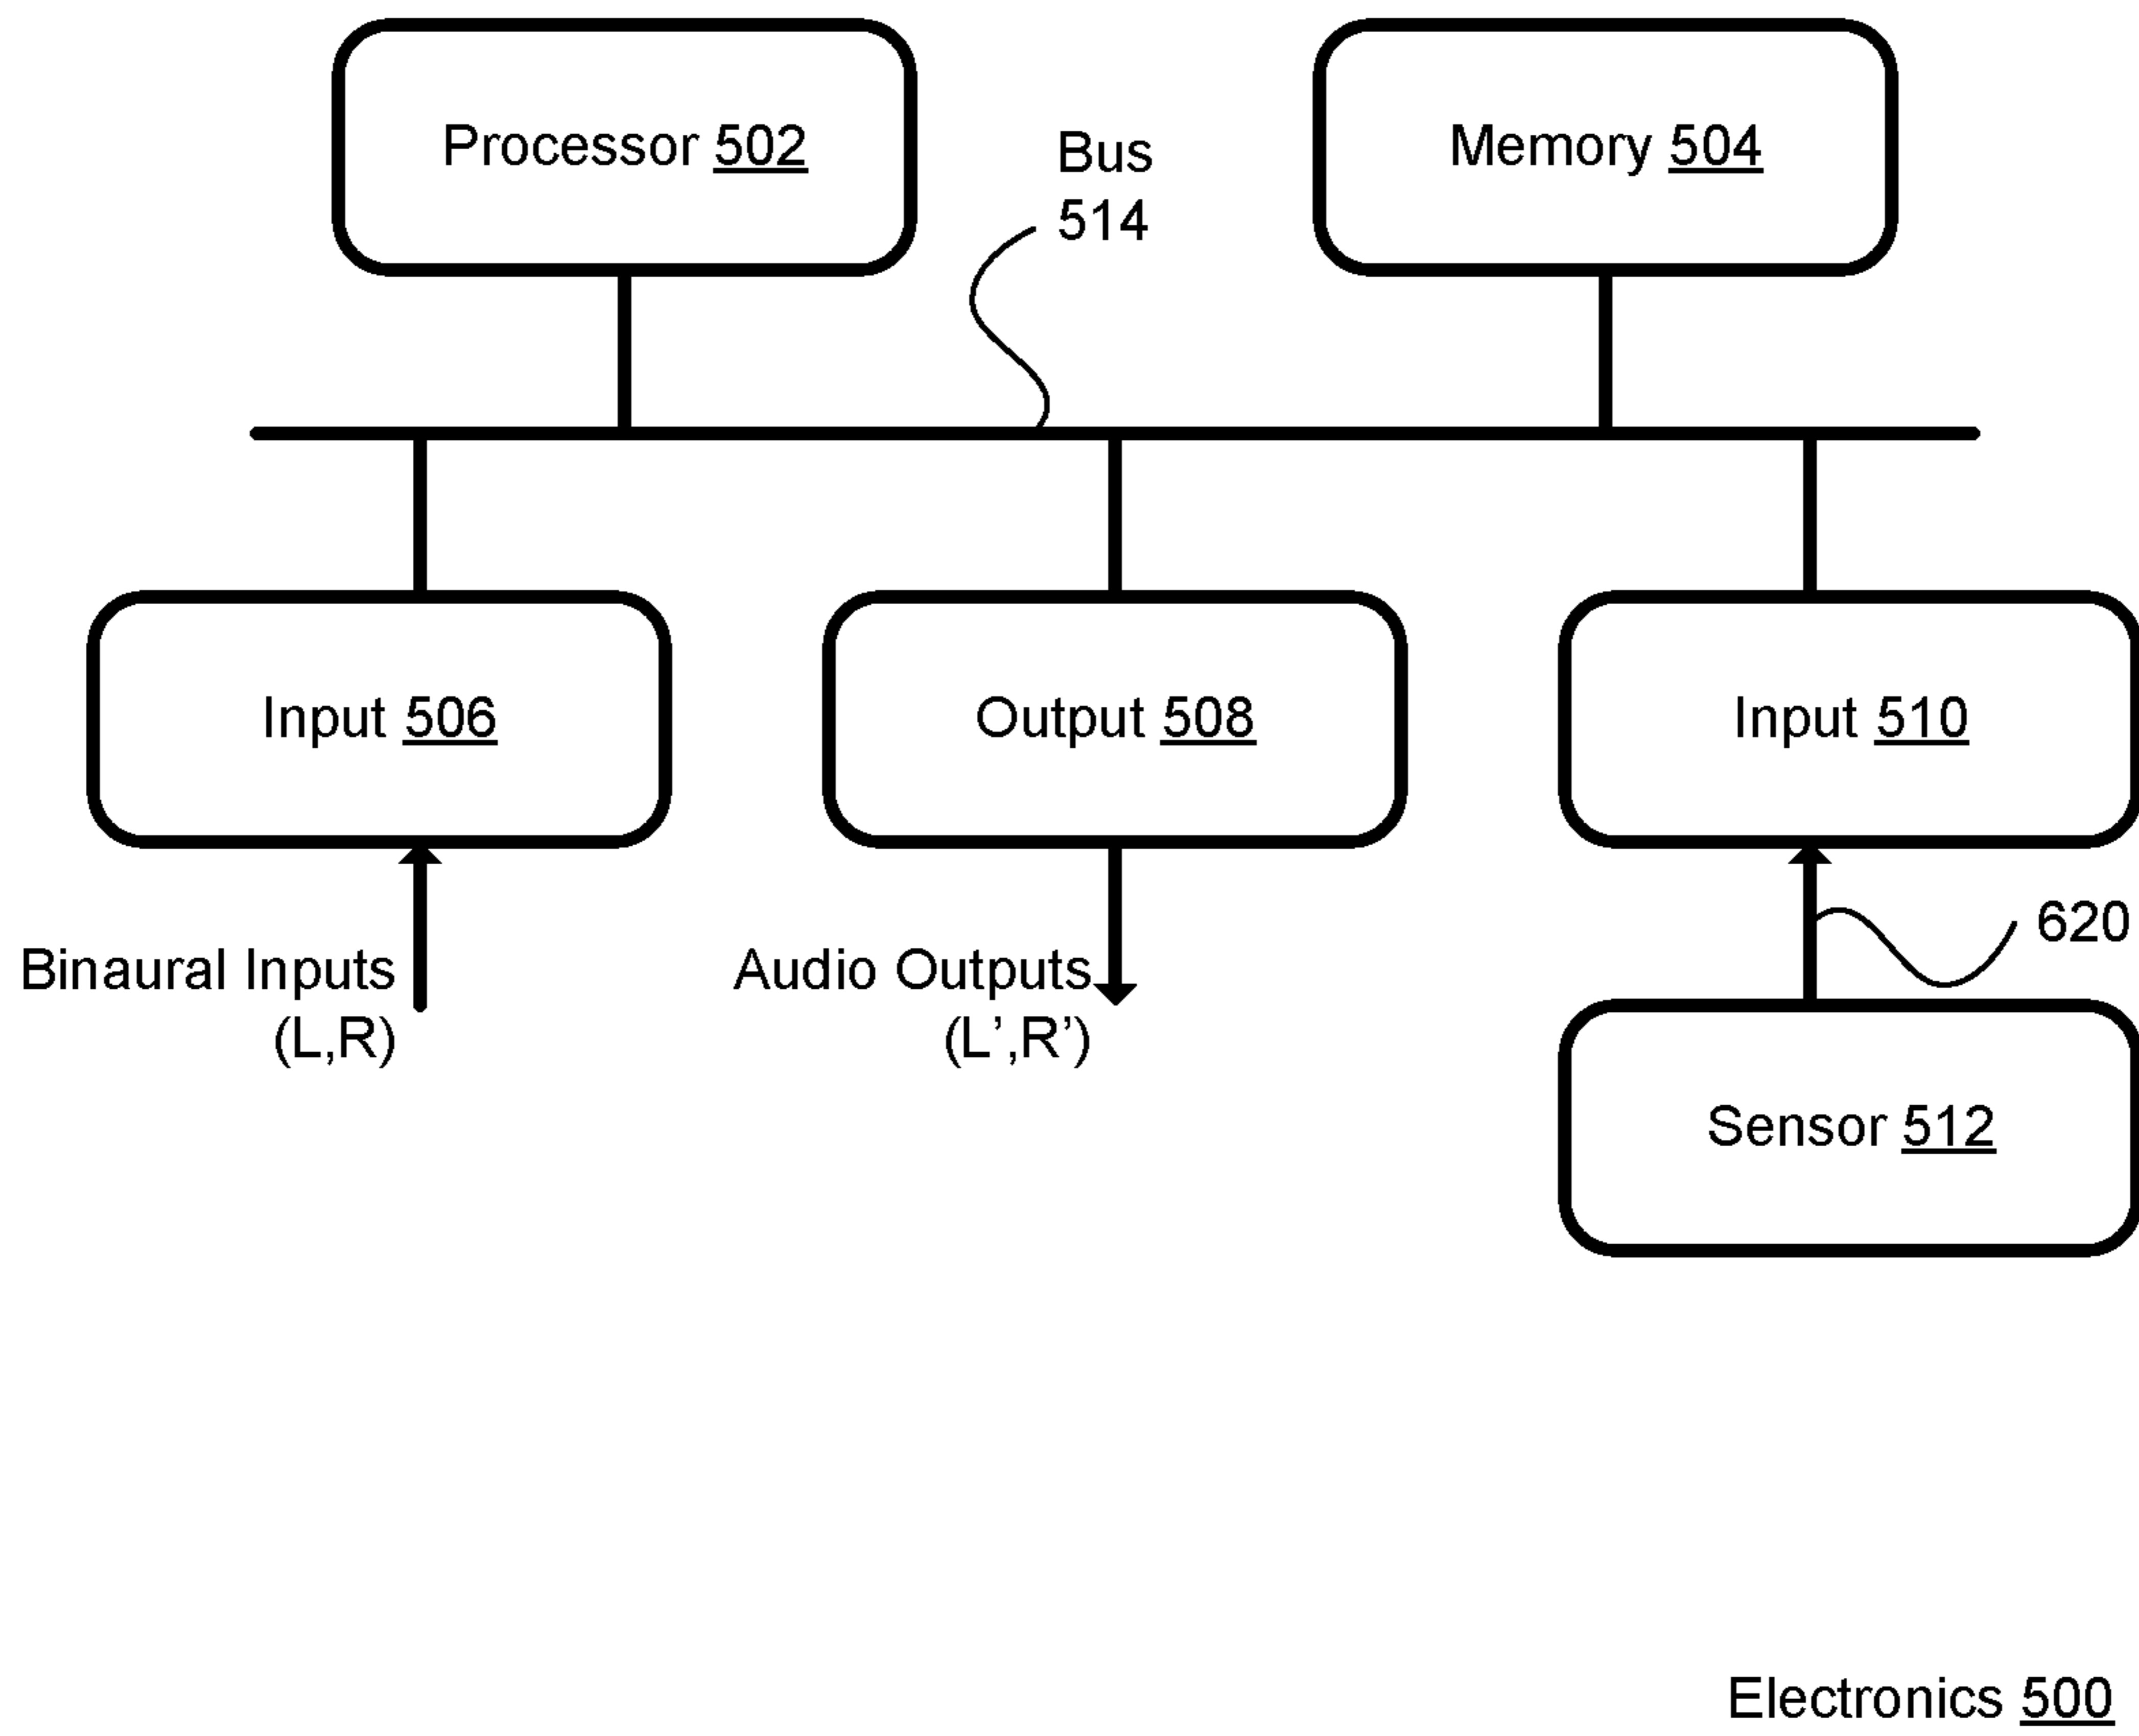 Processor 502
Memory 504
Bus
514
Input 506
Output 508
Input 510
Binaural Inputs
(L,R)
Audio Outputs
(L’,R’)
620
Sensor 512
Electronics 500